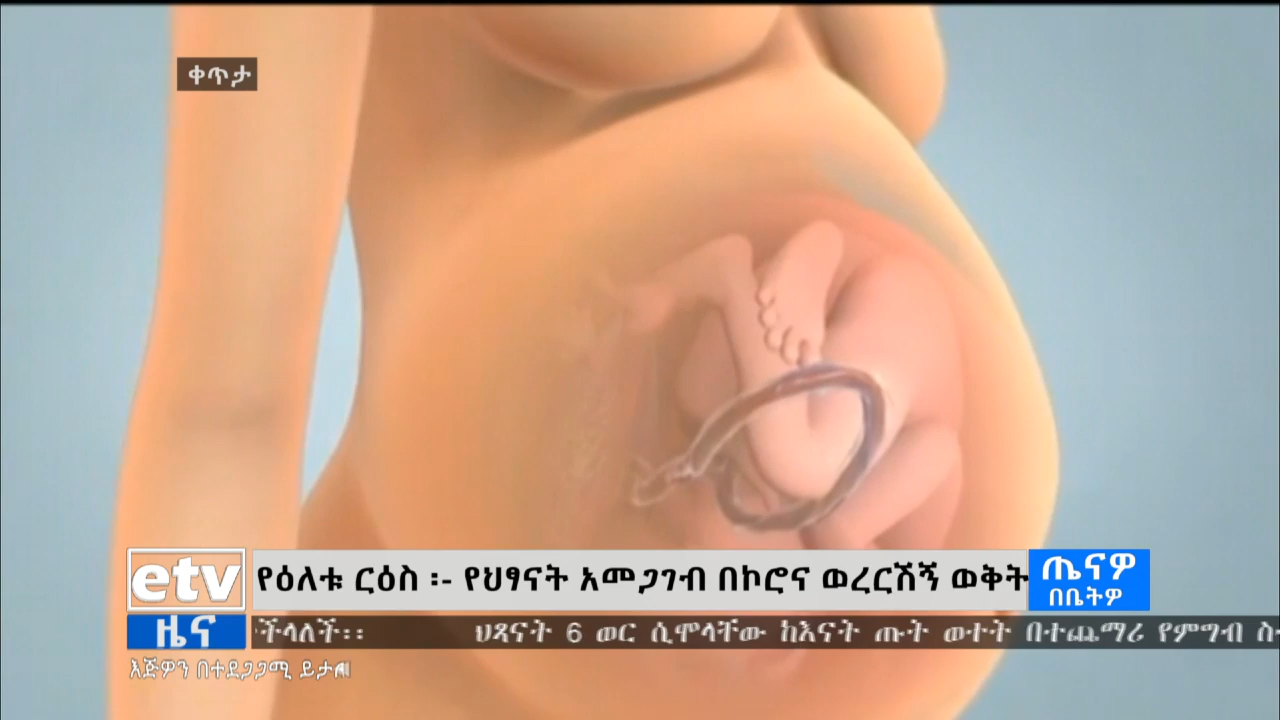 ቀጥታ
etv
የዕለቱ ርዕስ ፡- የህፃናት አመጋገብ በኮሮና ወረርሽኝ ወቅት
ጤናዎ
በቤትዎ
ዜና
ችላለች፡፡ ህጻናት 6 ወር ሲሞላቸው ከእናት ጡት ወተት በተጨማሪ የምግብ
እጅዎን በተደጋጋሚ